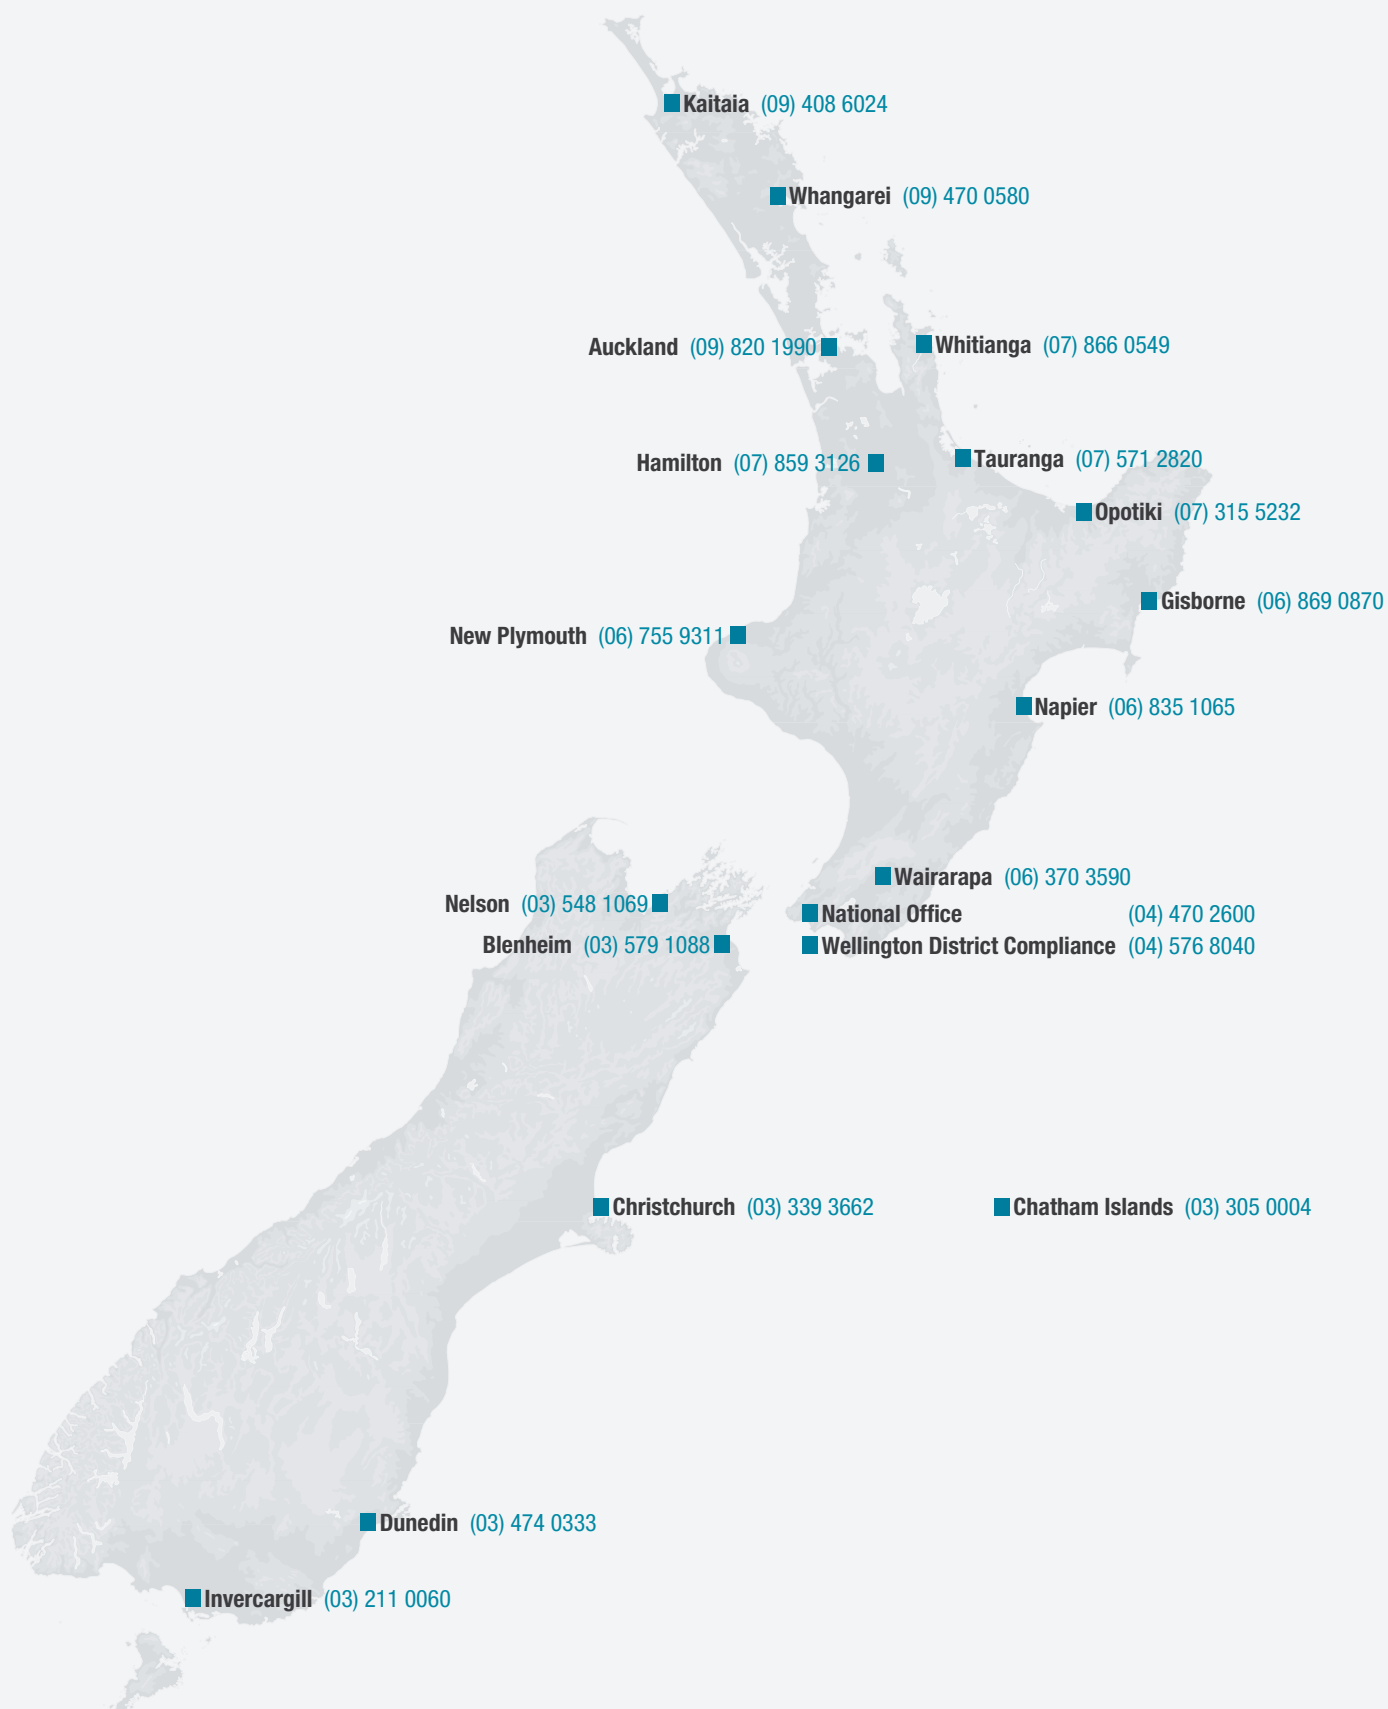 Kaitaia (09) 408 6024
Whangarei (09) 470 0580
Auckland (09) 820 1990
Whitianga (07) 866 0549
Hamilton (07) 859 3126
Tauranga (07) 571 2820
Opotiki (07) 315 5232
Gisborne (06) 869 0870
New Plymouth (06) 755 9311
Napier (06) 835 1065
Wairarapa (06) 370 3590
Nelson (03) 548 1069
National Office (04) 470 2600
Blenheim (03) 579 1088
Wellington District Compliance (04) 576 8040
Christchurch (03) 339 3662
Chatham Islands (03) 305 0004
Dunedin (03) 474 0333
Invercargill (03) 211 0060